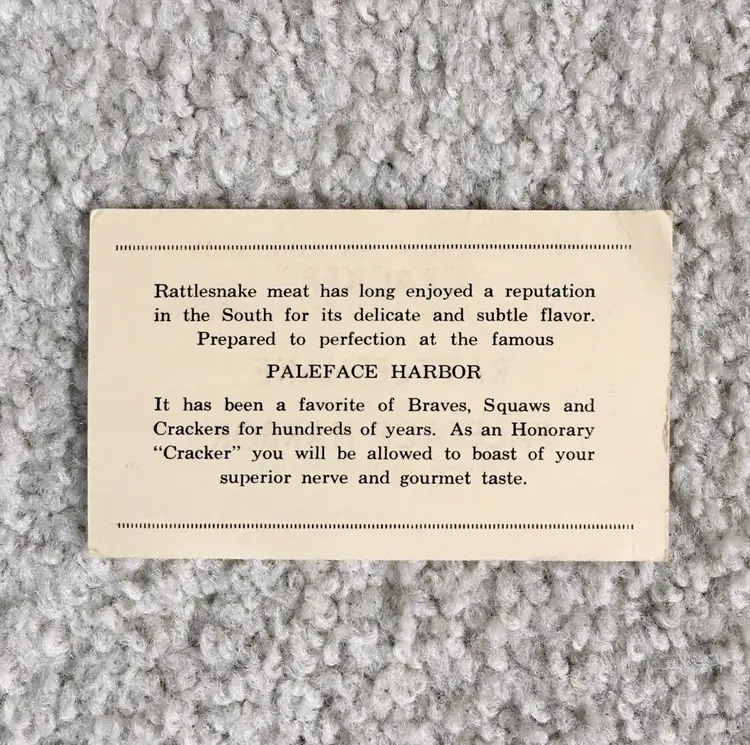 Rattlesnake meat has long enjoyed a reputation
in the South for its delicate and subtle flavor.
Prepared to perfection at the famous
PALEFACE HARBOR
It has been a favorite of Braves, Squaws and
Crackers for hundreds of years. As an Honorary
"Cracker" you will be allowed to boast of your
superior nerve and gourmet taste.